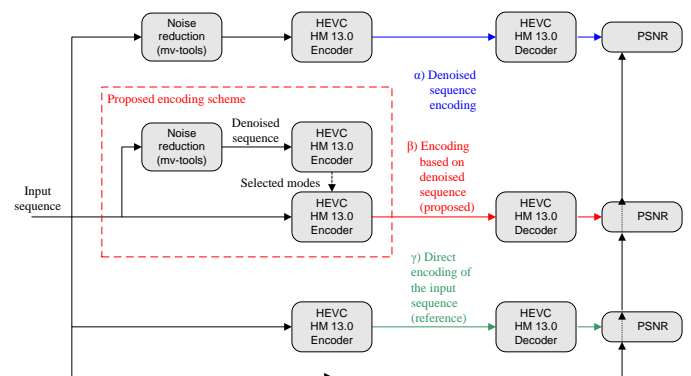 Noise
reduction
(mv-tools)
HEVC
HM 13.0
Encoder
HEVC
HM 13.0
Decoder
PSNR
α) Denoised
sequence
encoding
Proposed encoding scheme
Noise
reduction
(mv-tools)
Denoised
sequence
HEVC
HM 13.0
Encoder
Selected modes
β) Encoding
based on
denoised
sequence
(proposed)
Input
sequence
HEVC
HM 13.0
Encoder
HEVC
HM 13.0
Decoder
PSNR
γ) Direct
encoding of
the input
sequence
(reference)
HEVC
HM 13.0
Encoder
HEVC
HM 13.0
Decoder
PSNR